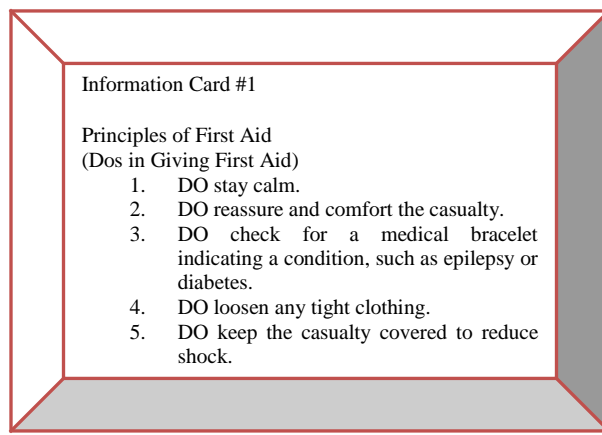 Information Card #1
Principles of First Aid
(Dos in Giving First Aid)
1. DO stay calm.
2. DO reassure and comfort the casualty.
3. DO check for a medical bracelet
indicating a condition, such as epilepsy or
diabetes.
4. DO loosen any tight clothing.
5. DO keep the casualty covered to reduce
shock.